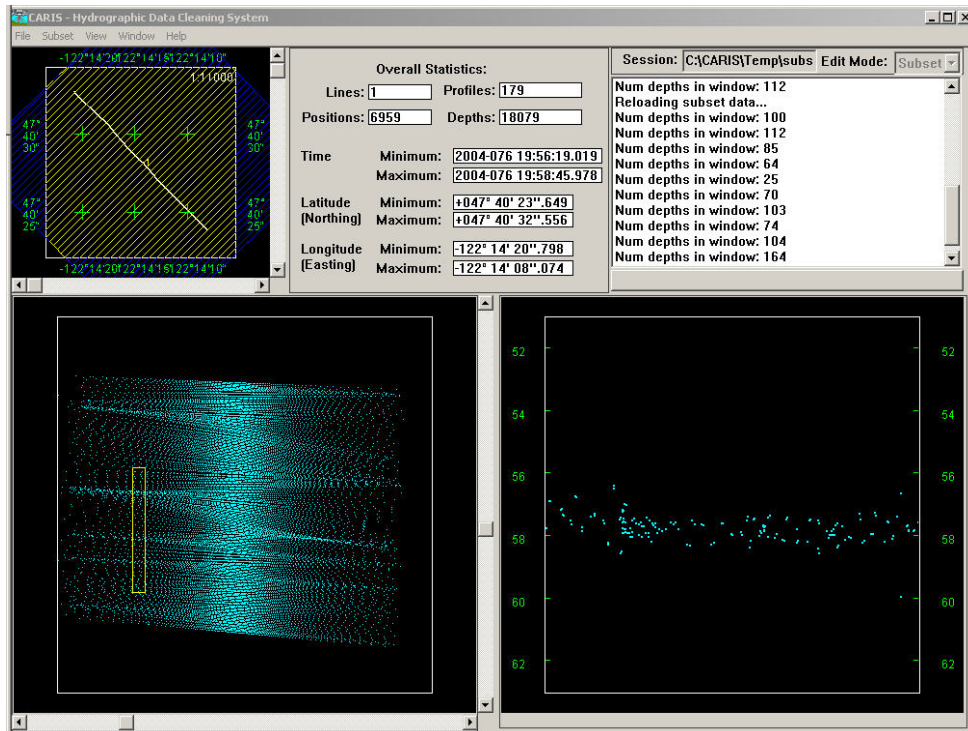 CARIS - Hydrographic Data Cleaning System
File Subset View Window Help
-122°14'20"122°14'15"122°14'10"
1:11000
47° 40' 30" 47° 40' 30"
1
47° 40' 25" 47° 40' 25"
-122°14'20"122°14'15"122°14'10"
Overall Statistics:
Lines: 1 Profiles: 179
Positions: 6959 Depths: 18079
Time Minimum: 2004-076 19:56:19.019
Maximum: 2004-076 19:58:45.978
Latitude (Northing) Minimum: +047° 40' 23".649
Maximum: +047° 40' 32".556
Longitude (Easting) Minimum: -122° 14' 20".798
Maximum: -122° 14' 08".074
Session: C:\CARIS\Temp\subs Edit Mode: Subset
Num depths in window: 112
Reloading subset data...
Num depths in window: 100
Num depths in window: 112
Num depths in window: 85
Num depths in window: 64
Num depths in window: 25
Num depths in window: 70
Num depths in window: 103
Num depths in window: 74
Num depths in window: 104
Num depths in window: 164
52 52
54 54
56 56
58 58
60 60
62 62